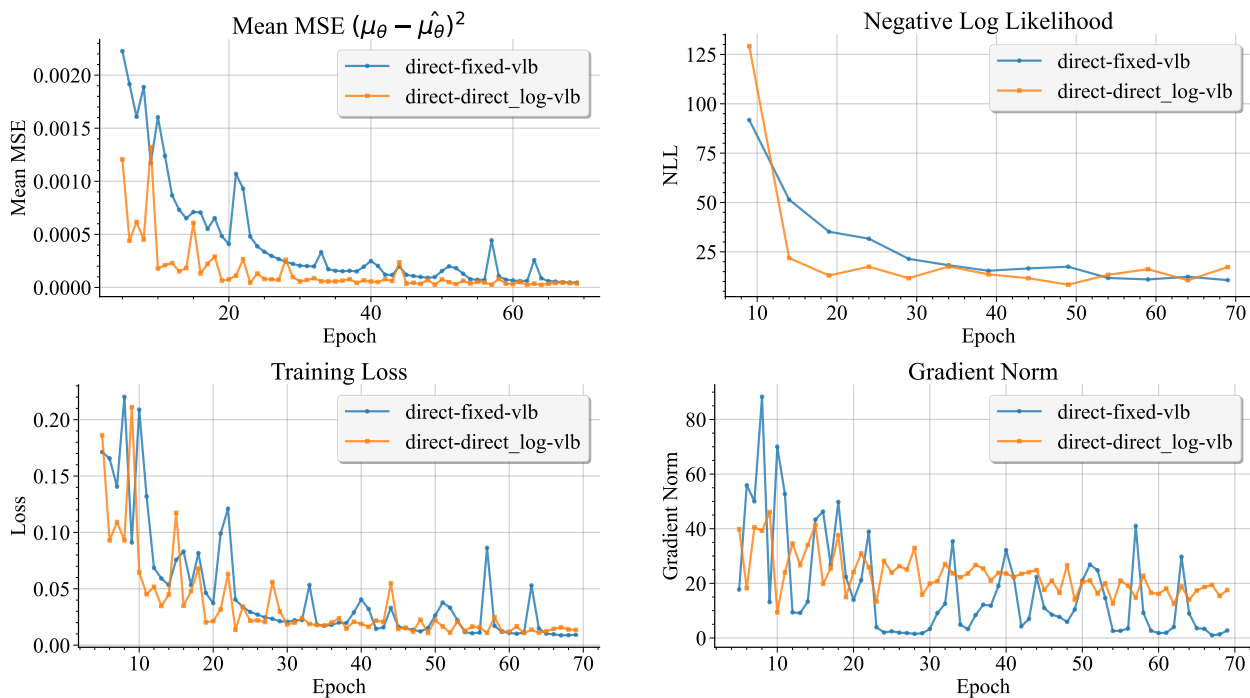 Mean MSE (μθ − μ̂θ)²
0.0020
0.0015
0.0010
0.0005
0.0000
Mean MSE
20
40
60
Epoch
direct-fixed-vlb
direct-direct_log-vlb
Negative Log Likelihood
125
100
75
50
25
NLL
10
20
30
40
50
60
70
Epoch
direct-fixed-vlb
direct-direct_log-vlb
Training Loss
0.20
0.15
0.10
0.05
0.00
Loss
10
20
30
40
50
60
70
Epoch
direct-fixed-vlb
direct-direct_log-vlb
Gradient Norm
80
60
40
20
0
Gradient Norm
10
20
30
40
50
60
70
Epoch
direct-fixed-vlb
direct-direct_log-vlb